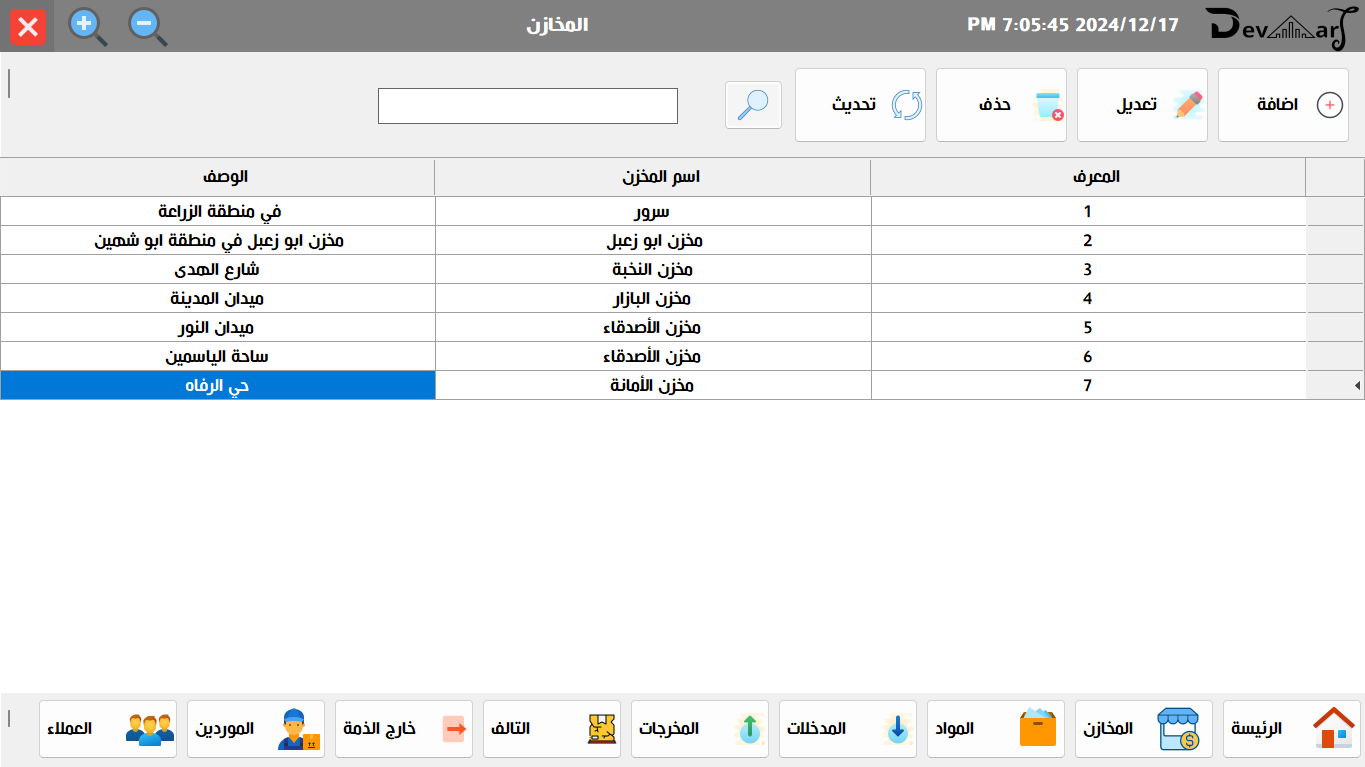 DevMart 2024/12/17 7:05:45 PM المخازن
اضافة تعديل حذف تحديث
المعرف اسم المخزن الوصف
1 سرور في منطقة الزراعة
2 مخزن ابو زعبل مخزن ابو زعبل في منطقة ابو شهين
3 مخزن النخبة شارع الهدى
4 مخزن البازار ميدان المدينة
5 مخزن الأصدقاء ميدان النور
6 مخزن الأصدقاء ساحة الياسمين
7 مخزن الأمانة حي الرفاه
الرئيسة المخازن المواد المدخلات المخرجات التالف خارج الذمة الموردين العملاء